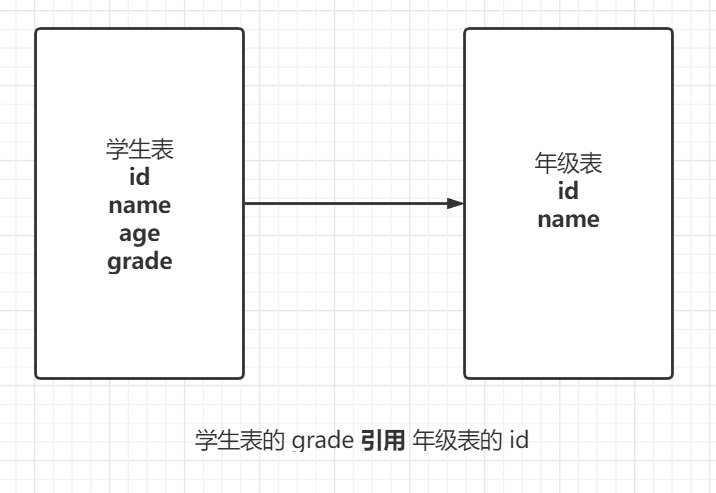 学生表
id
name
age
grade
年级表
id
name
学生表的 grade 引用 年级表的 id